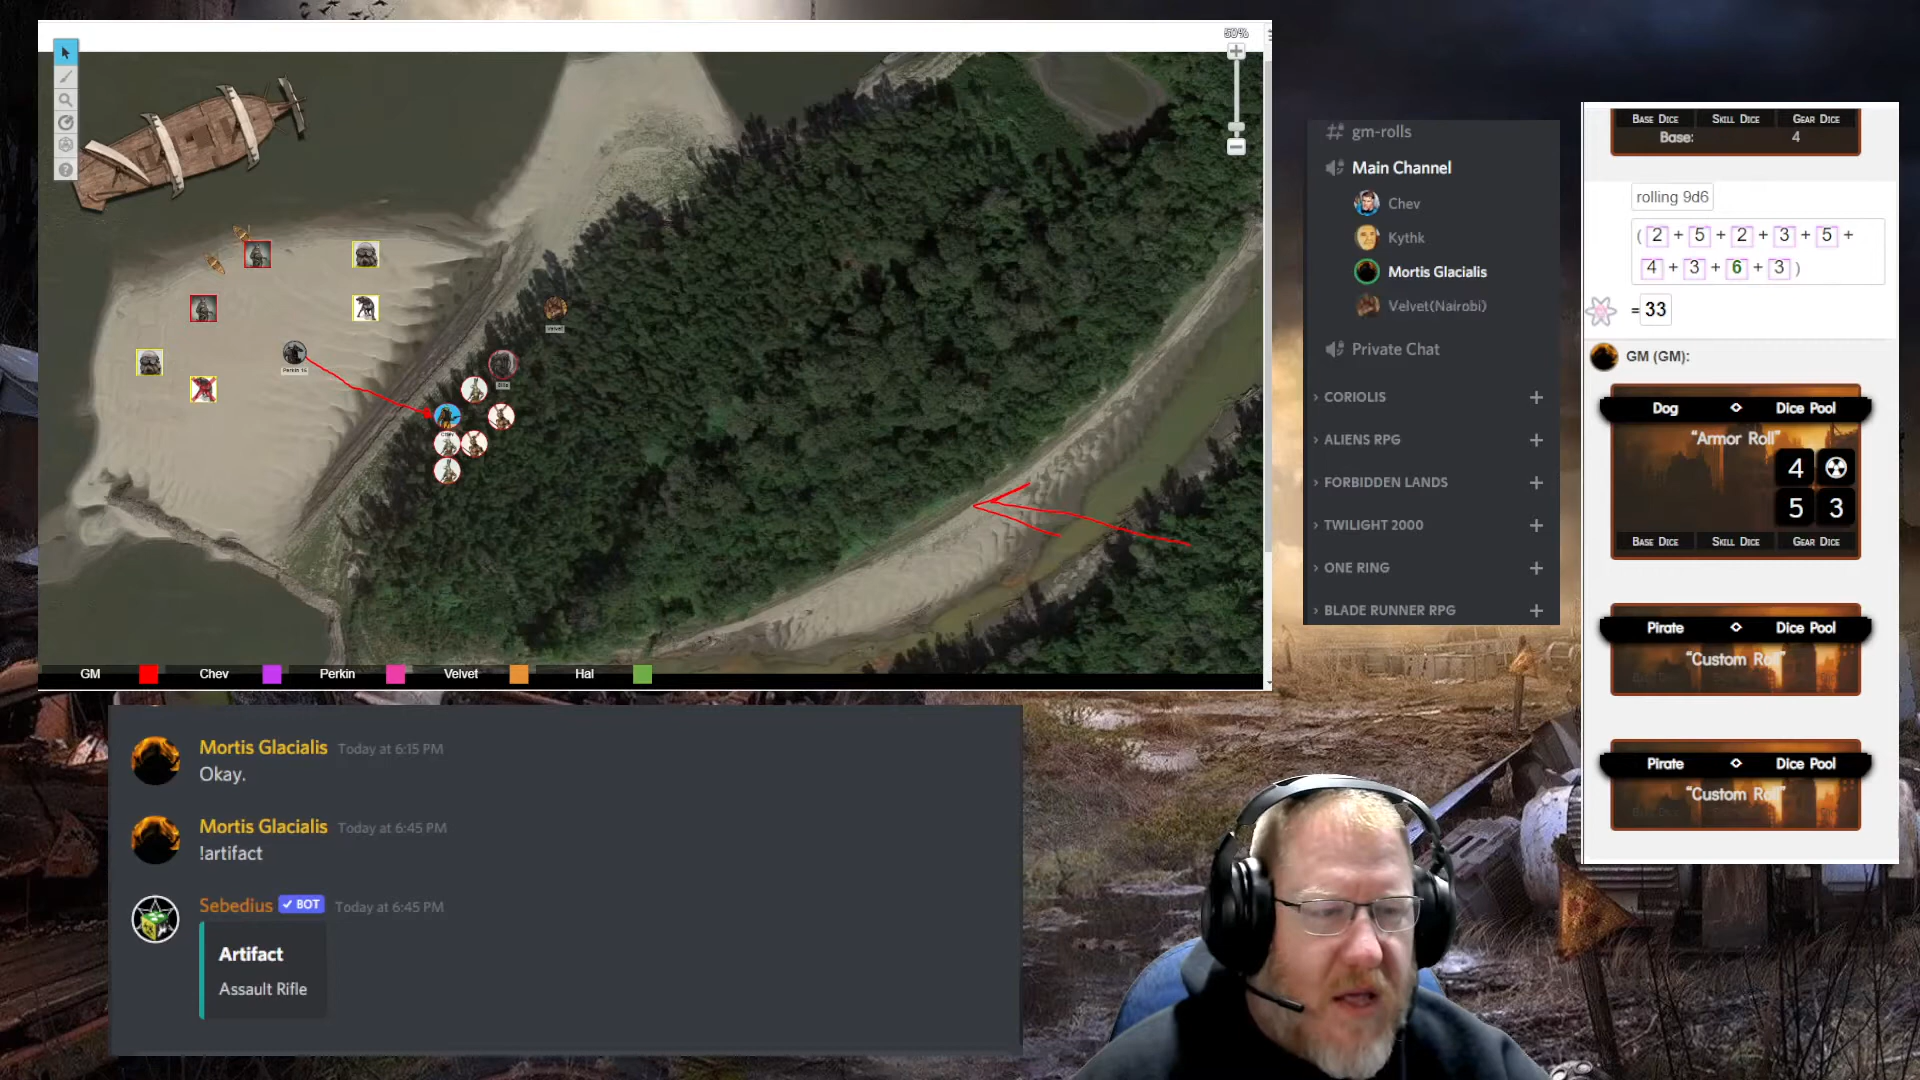 50%
Velvet
Perkin 16
GM
Chev
Perkin
Velvet
Hal
gm-rolls
Main Channel
Chev
Kythk
Mortis Glacialis
Velvet(Nairobi)
Private Chat
CORIOLIS
ALIENS RPG
FORBIDDEN LANDS
TWILIGHT 2000
ONE RING
BLADE RUNNER RPG
BASE DICE SKILL DICE GEAR DICE
Base: 4
rolling 9d6
( 2 + 5 + 2 + 3 + 5 +
4 + 3 + 6 + 3 )
= 33
GM (GM):
Dog Dice Pool
“Armor Roll”
4
5 3
BASE DICE SKILL DICE GEAR DICE
Pirate Dice Pool
“Custom Roll”
Pirate Dice Pool
“Custom Roll”
Mortis Glacialis Today at 6:15 PM
Okay.
Mortis Glacialis Today at 6:45 PM
!artifact
Sebedius ✓ BOT Today at 6:45 PM
Artifact
Assault Rifle